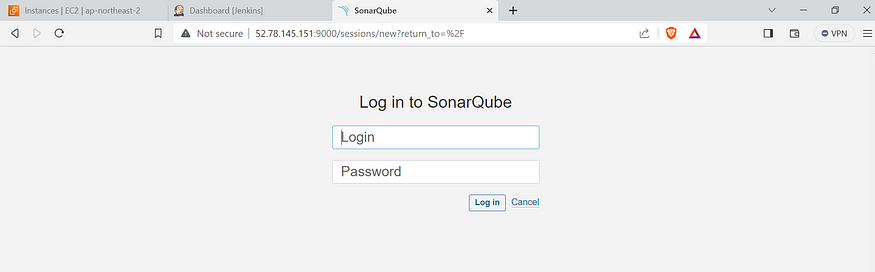 Instances | EC2 | ap-northeast-2
Dashboard [Jenkins]
SonarQube
Not secure
52.78.145.151:9000/sessions/new?return_to=%2F
VPN
Log in to SonarQube
Login
Password
Log in
Cancel